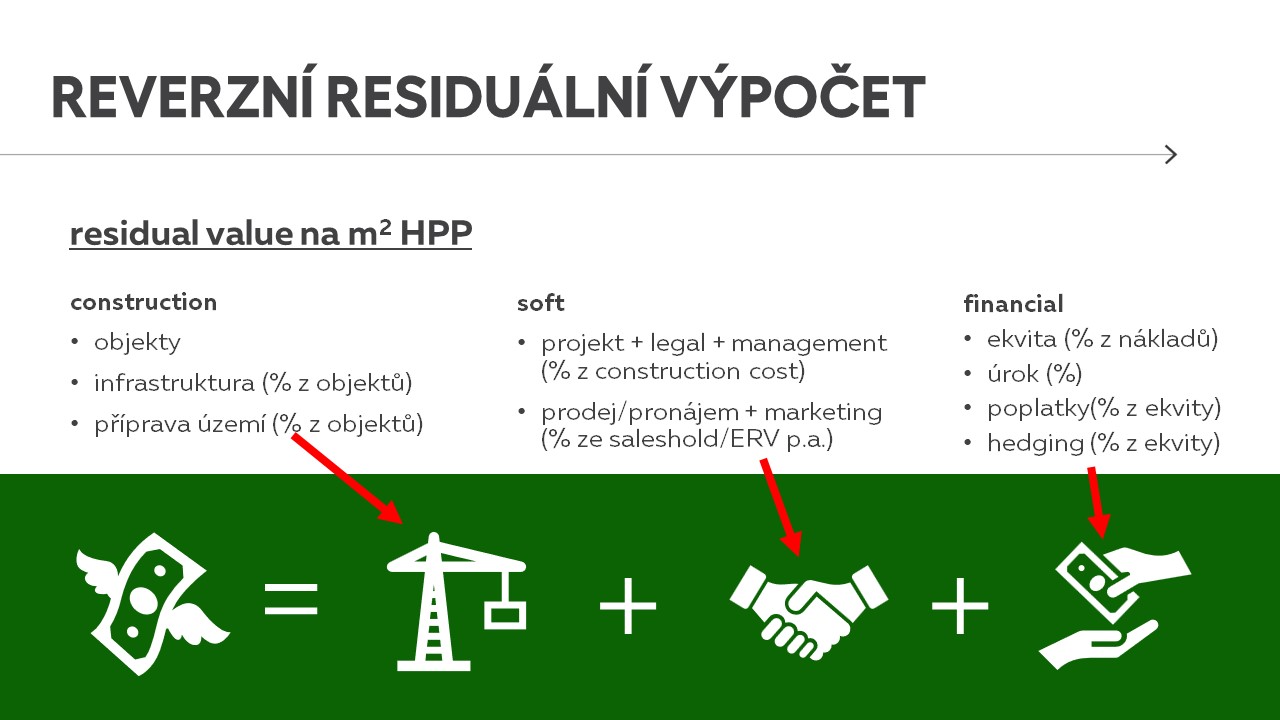 REVERZNÍ RESIDUÁLNÍ VÝPOČET
residual value na m² HPP
construction
• objekty
• infrastruktura (% z objektů)
• příprava území (% z objektů)
soft
• projekt + legal + management
(% z construction cost)
• prodej/pronájem + marketing
(% ze saleshold/ERV p.a.)
financial
• ekvita (% z nákladů)
• úrok (%)
• poplatky(% z ekvity)
• hedging (% z ekvity)
= + +